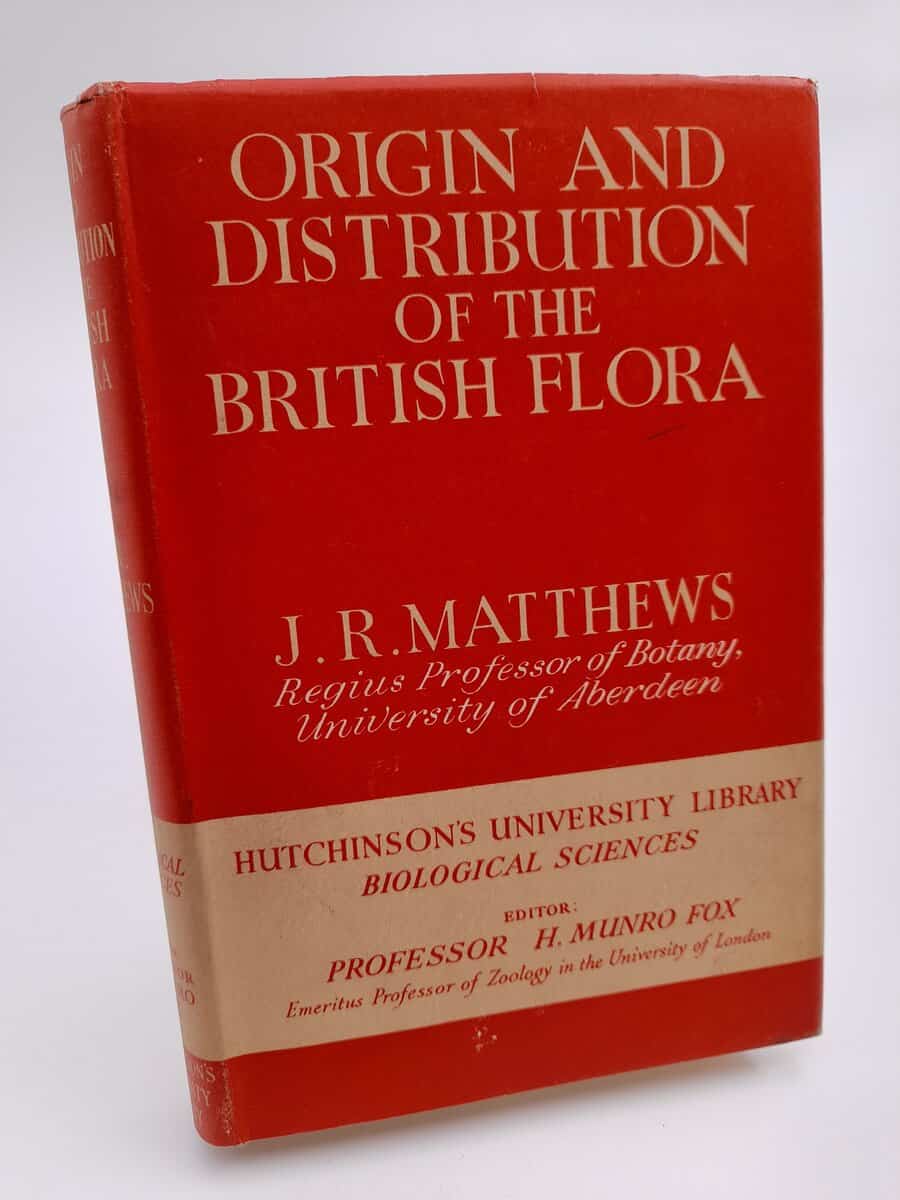 ORIGIN AND
DISTRIBUTION
OF THE
BRITISH FLORA
J. R. MATTHEWS
Regius Professor of Botany,
University of Aberdeen
HUTCHINSON'S UNIVERSITY LIBRARY
BIOLOGICAL SCIENCES
EDITOR:
PROFESSOR H. MUNRO FOX
Emeritus Professor of Zoology in the University of London